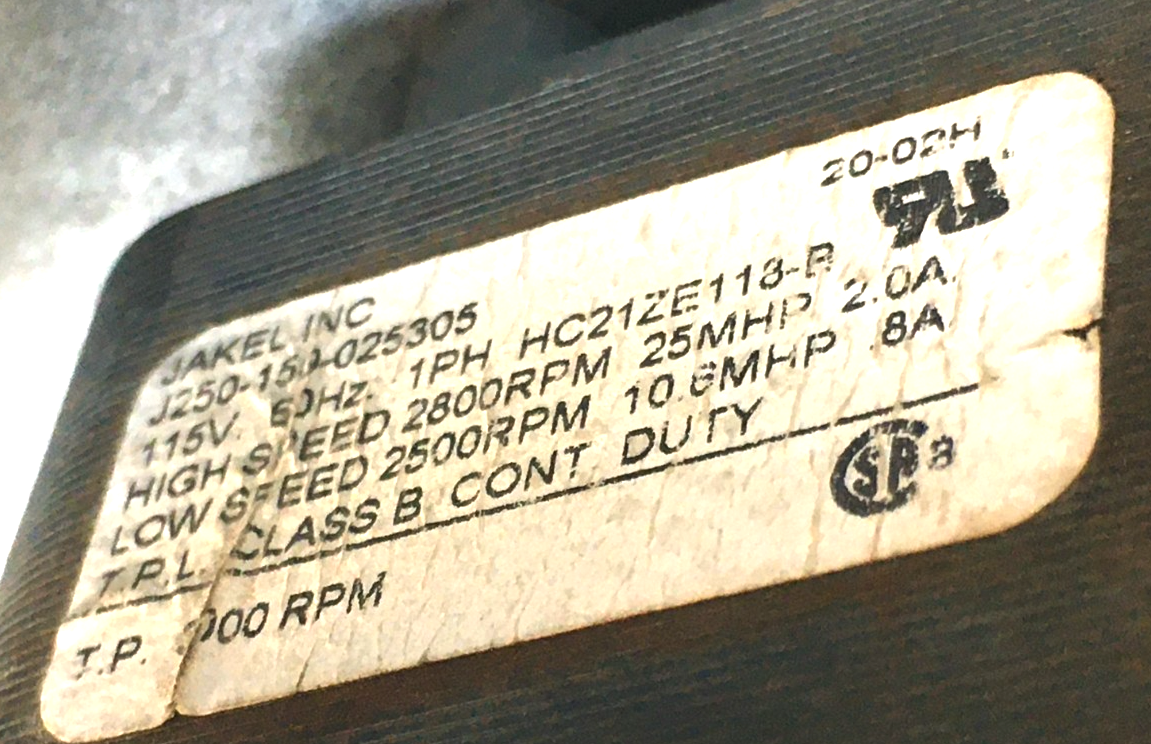 20-02H
JAKEL INC
J250-150-025305
115V. 60Hz. 1PH HC21ZE118-B
HIGH SPEED 2800RPM 25MHP 2.0A.
LOW SPEED 2500RPM 10.6MHP .8A
T.P.L. CLASS B CONT. DUTY
T.P. RPM